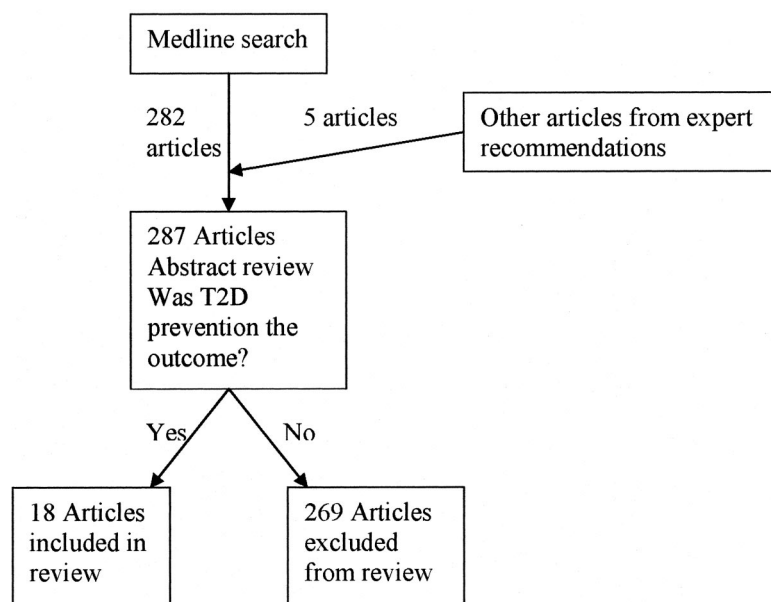 Medline search
282
articles
5 articles
Other articles from expert
recommendations
287 Articles
Abstract review
Was T2D
prevention the
outcome?
Yes
No
18 Articles
included in
review
269 Articles
excluded
from review